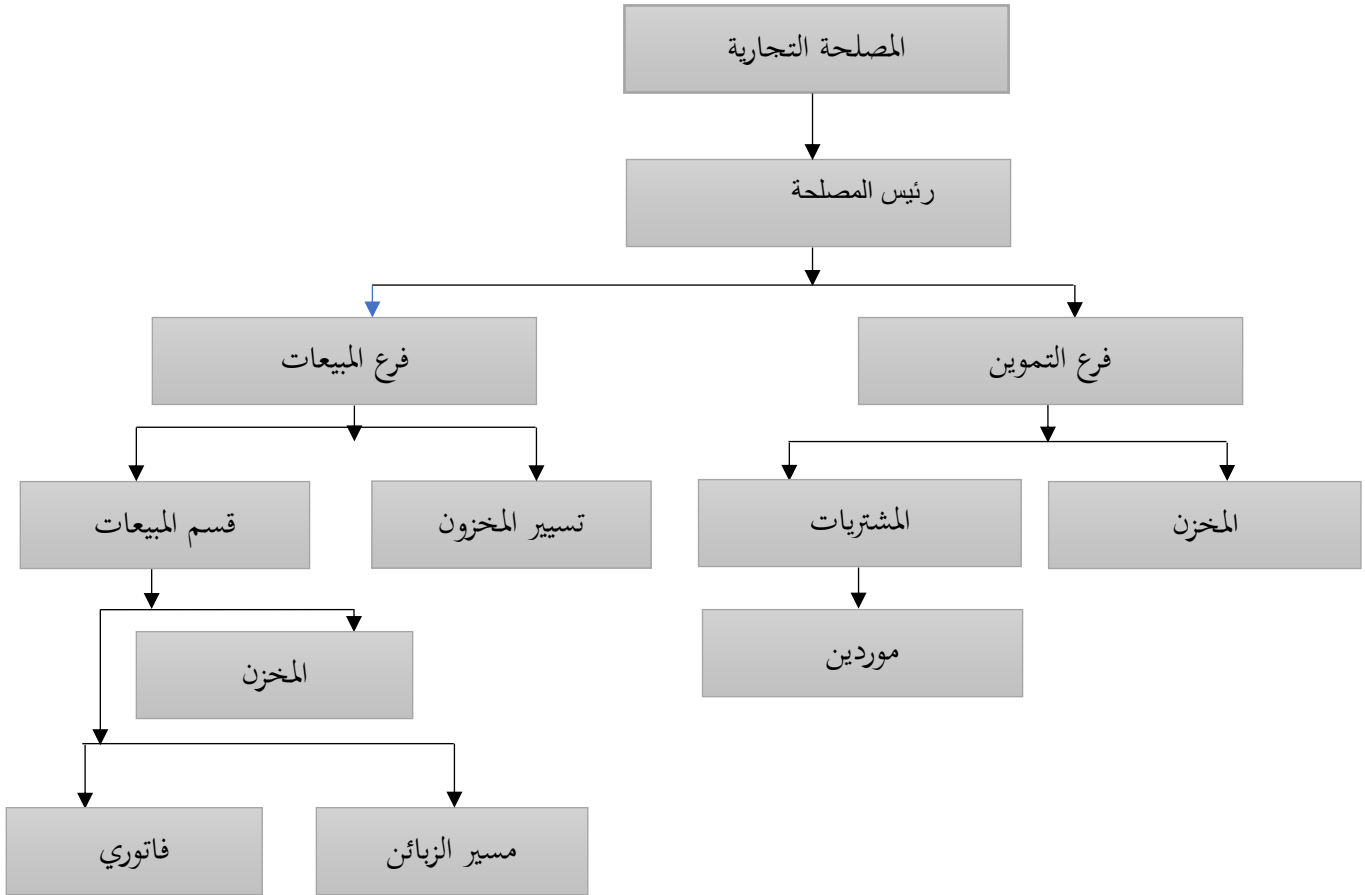 المصلحة التجارية
رئيس المصلحة
فرع التموين
فرع المبيعات
المخزن
المشتريات
تسيير المخزون
قسم المبيعات
موردين
المخزن
مسير الزبائن
فاتوري